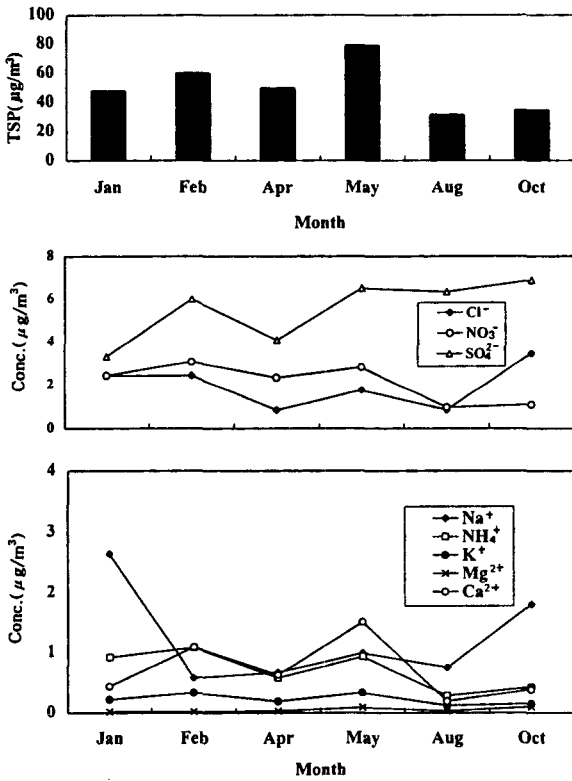 100
80
60
40
20
0
TSP(μg/m³)
Jan Feb Apr May Aug Oct
Month
8
6
4
2
0
Conc.(μg/m³)
Cl⁻
NO₃⁻
SO₄²⁻
4
3
2
1
0
Conc.(μg/m³)
Na⁺
NH₄⁺
K⁺
Mg²⁺
Ca²⁺
Jan Feb Apr May Aug Oct
Month